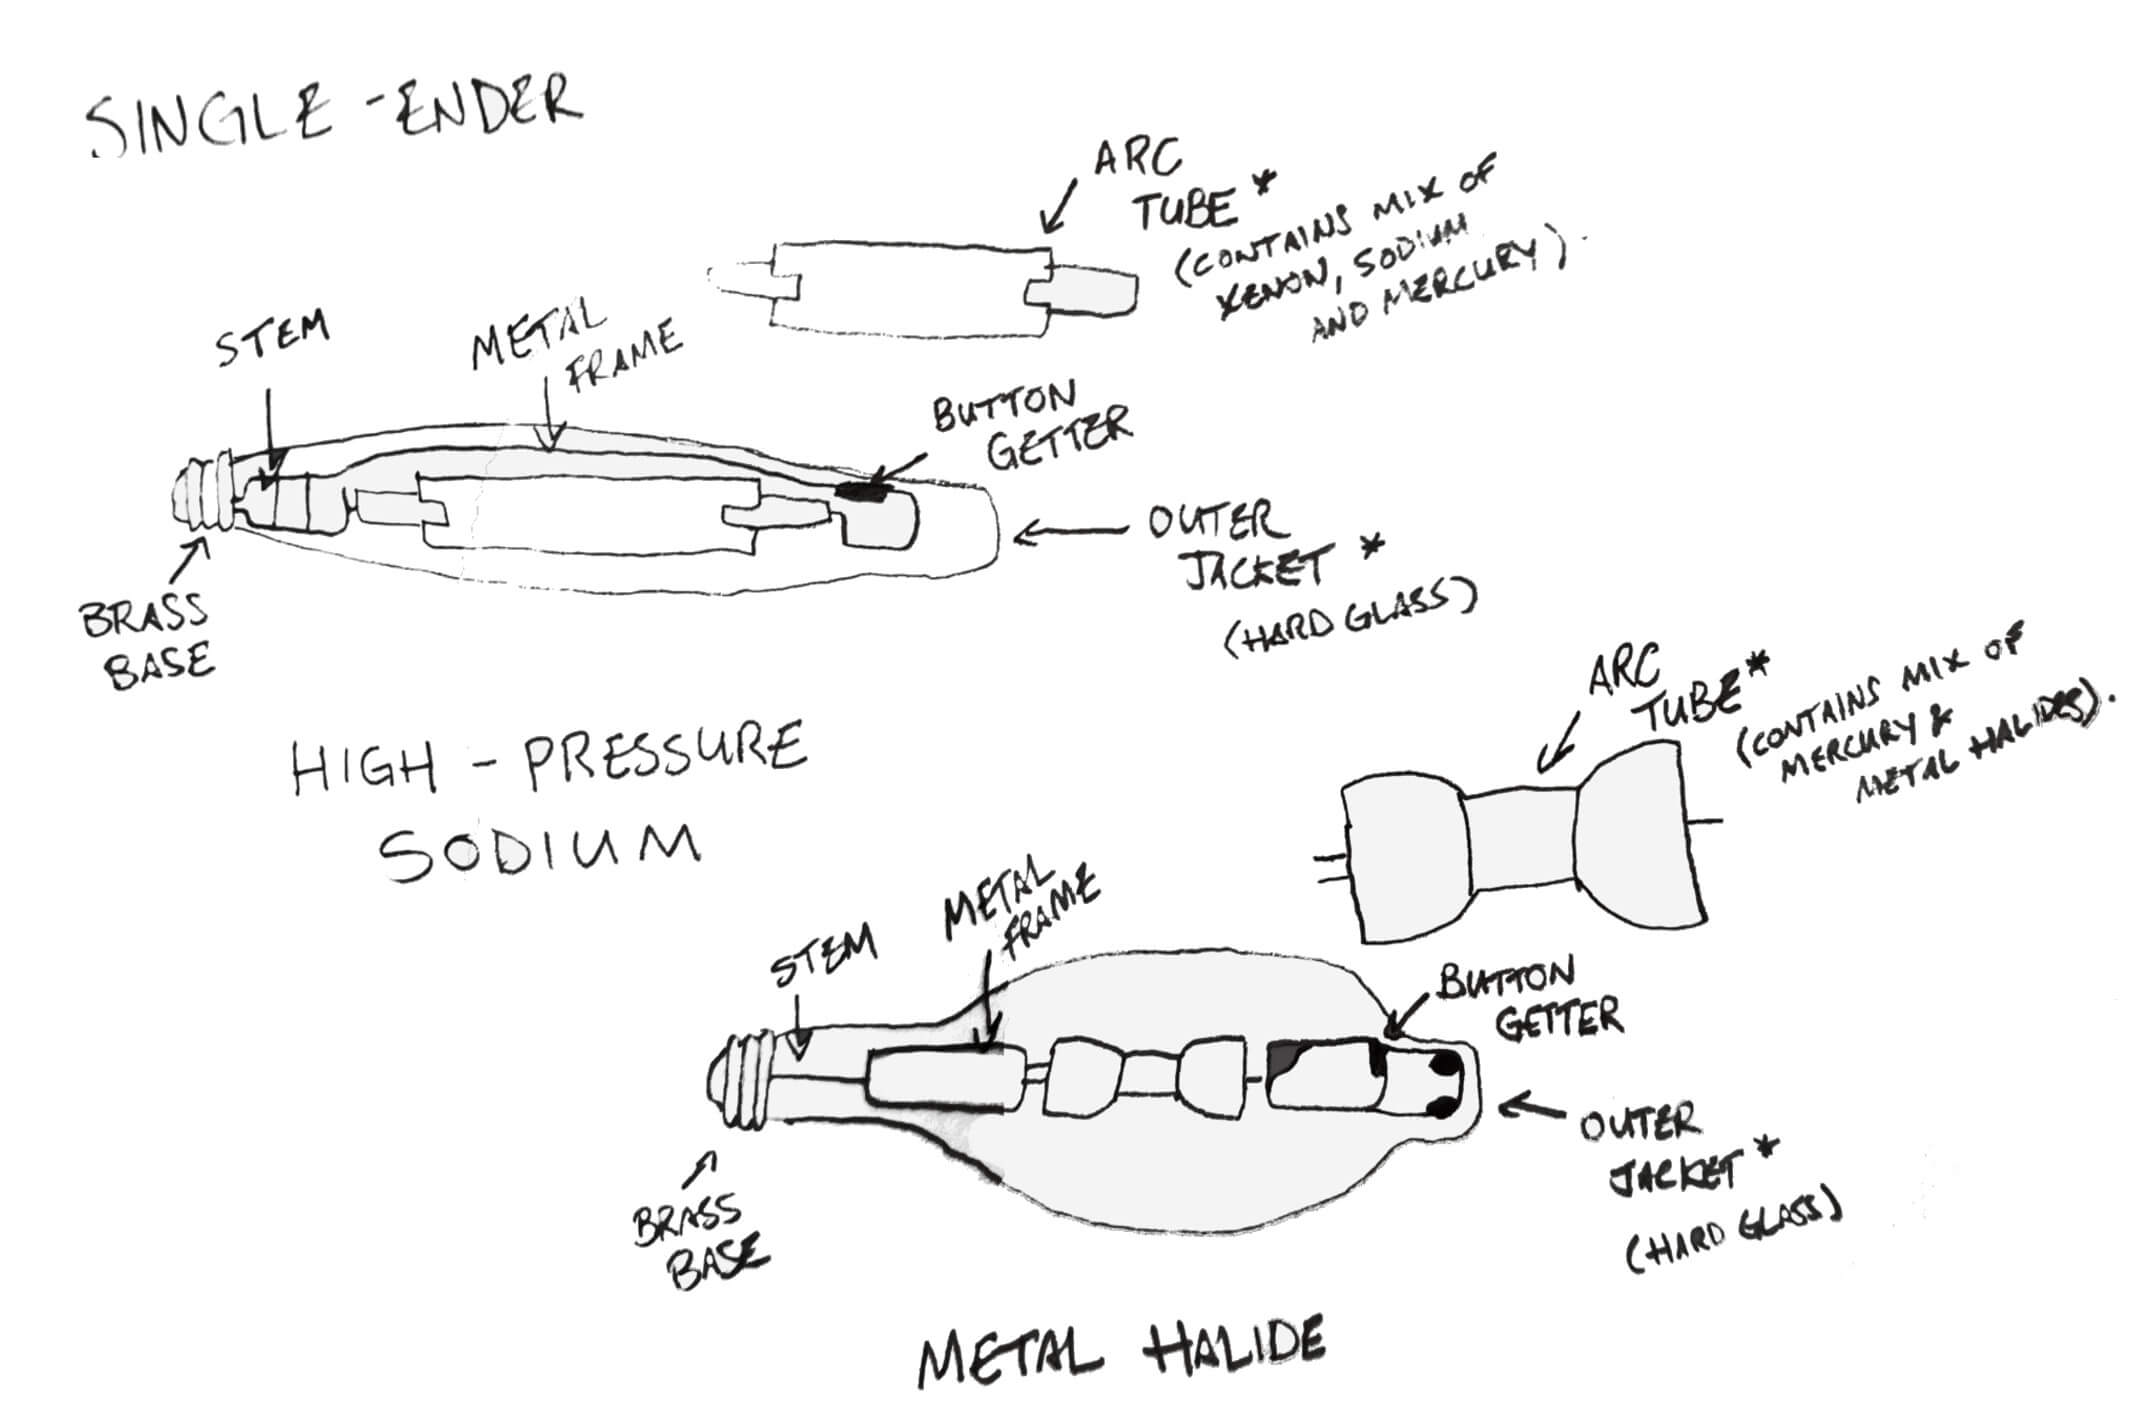 SINGLE-ENDER
ARC
TUBE*
(CONTAINS MIX OF
XENON, SODIUM
AND MERCURY).
STEM
METAL
FRAME
BUTTON
GETTER
OUTER
JACKET *
(HARD GLASS)
BRASS
BASE
HIGH-PRESSURE
SODIUM
ARC
TUBE*
(CONTAINS MIX OF
MERCURY &
METAL HALIDES).
STEM
METAL
FRAME
BUTTON
GETTER
OUTER
JACKET*
(HARD GLASS)
BRASS
BASE
METAL HALIDE